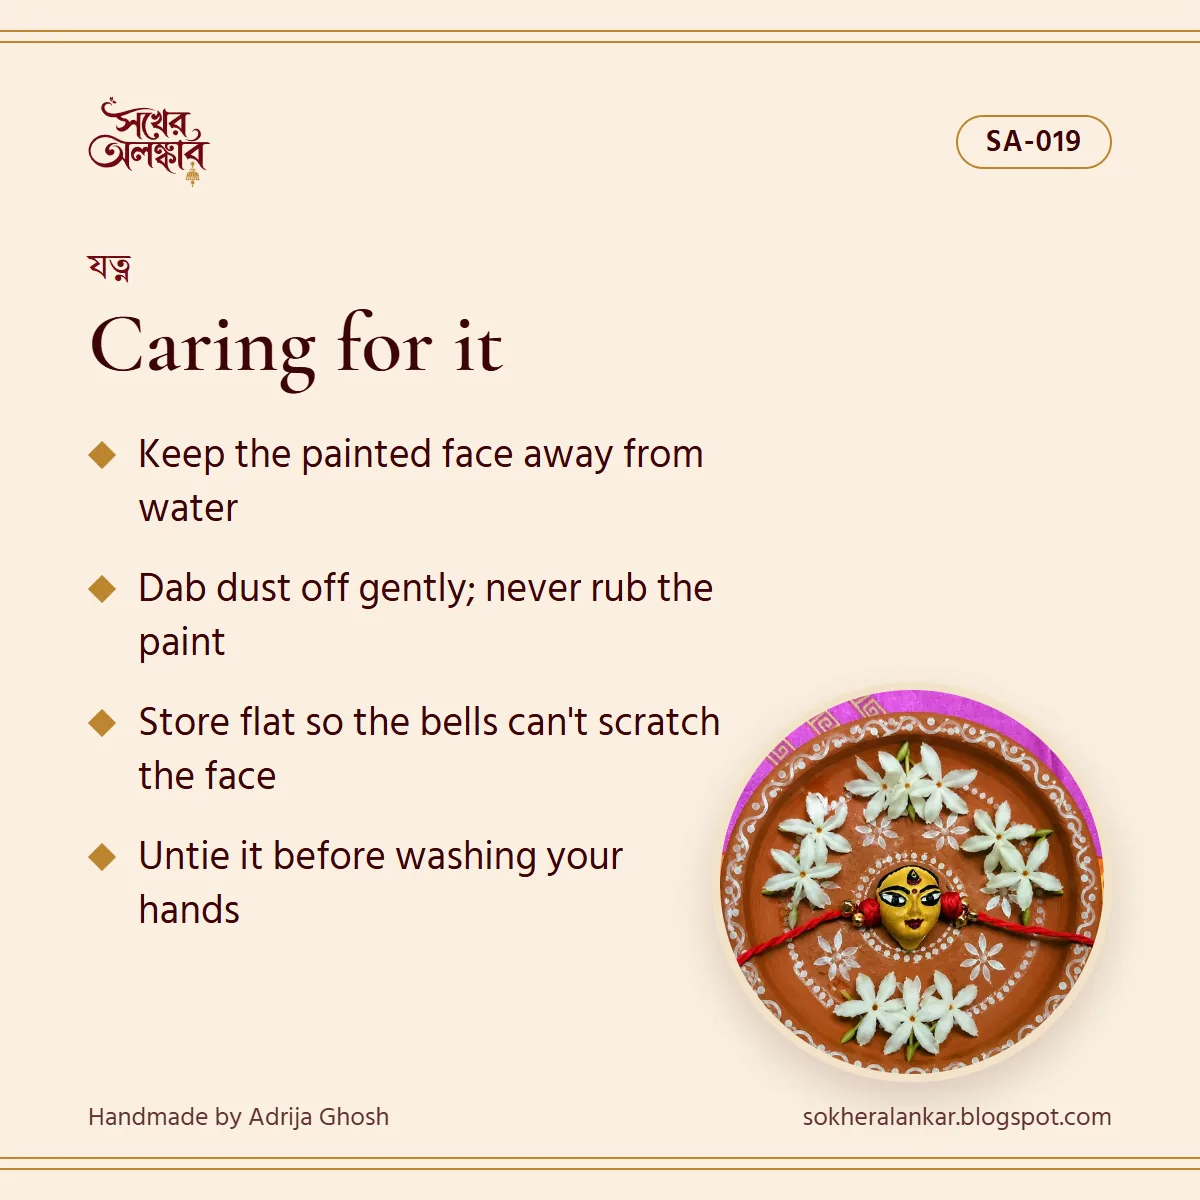 সখের
অলঙ্কার
SA-019
যত্ন
Caring for it
Keep the painted face away from
water
Dab dust off gently; never rub the
paint
Store flat so the bells can't scratch
the face
Untie it before washing your
hands
Handmade by Adrija Ghosh
sokheralankar.blogspot.com